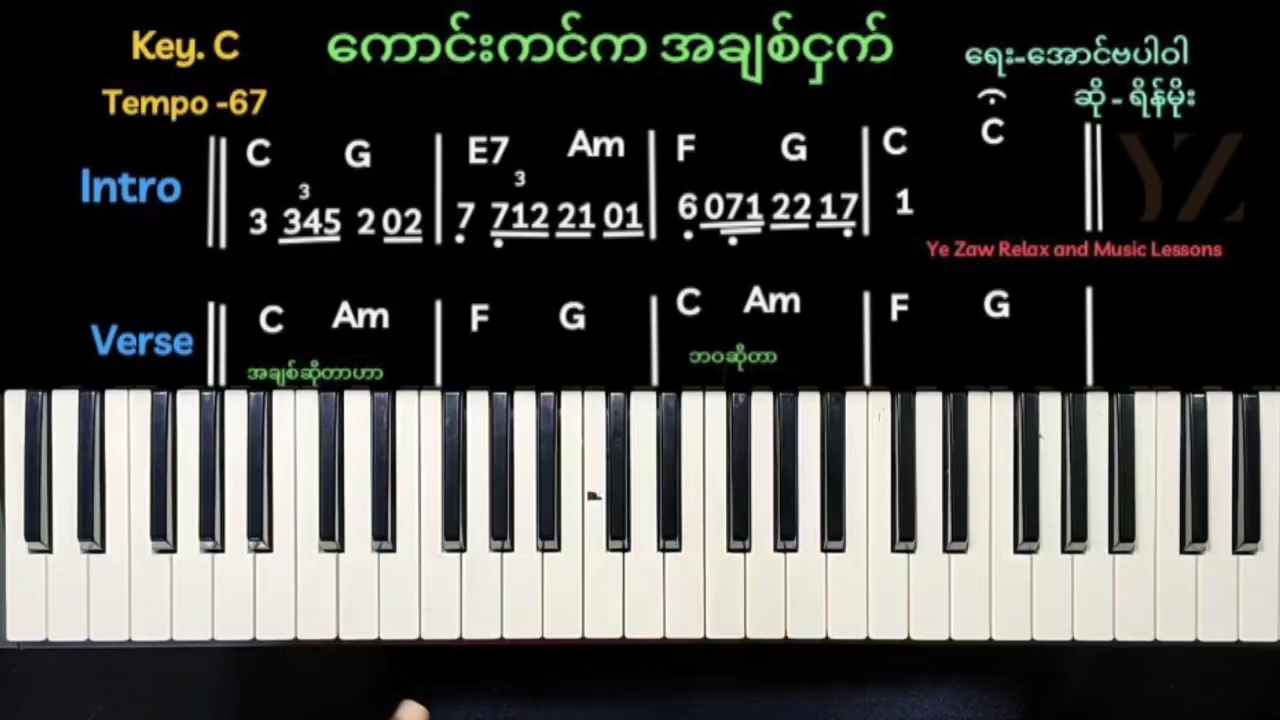 Key. C
ကောင်းကင်က အချစ်ငှက်
ရေး-အောင်ဗပါဝါ
Tempo -67
ဆို - ရိန်မိုး
C G E7 Am F G C C
Intro
3 3
3 345 2 02 7 712 21 01 6 071 22 17 1
YZ
Ye Zaw Relax and Music Lessons
Verse
C Am F G C Am F G
အချစ်ဆိုတာဟာ ဘဝဆိုတာ